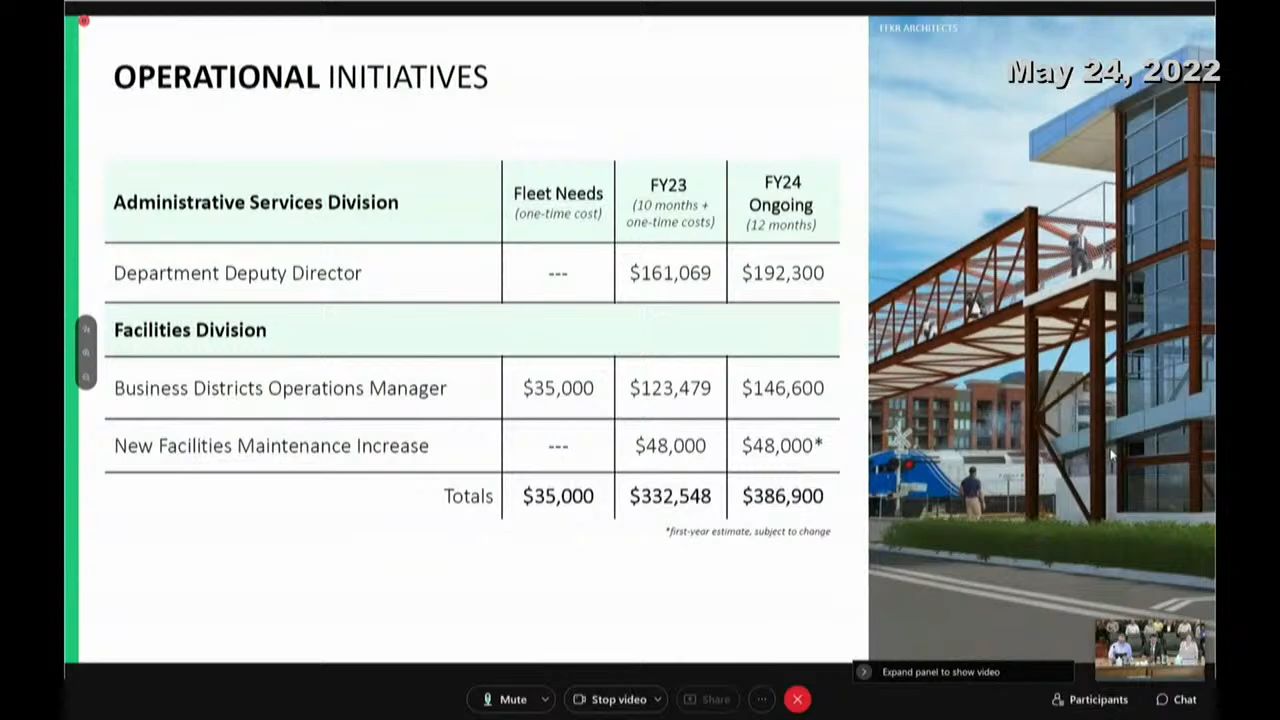 FFKR ARCHITECTS
May 24, 2022
OPERATIONAL INITIATIVES
Administrative Services Division
Fleet Needs
(one-time cost)
FY23
(10 months +
one-time costs)
FY24
Ongoing
(12 months)
Department Deputy Director
---
$161,069
$192,300
Facilities Division
Business Districts Operations Manager
$35,000
$123,479
$146,600
New Facilities Maintenance Increase
---
$48,000
$48,000*
Totals
$35,000
$332,548
$386,900
*first-year estimate, subject to change
Expand panel to show video
Mute
Stop video
Share
Participants
Chat